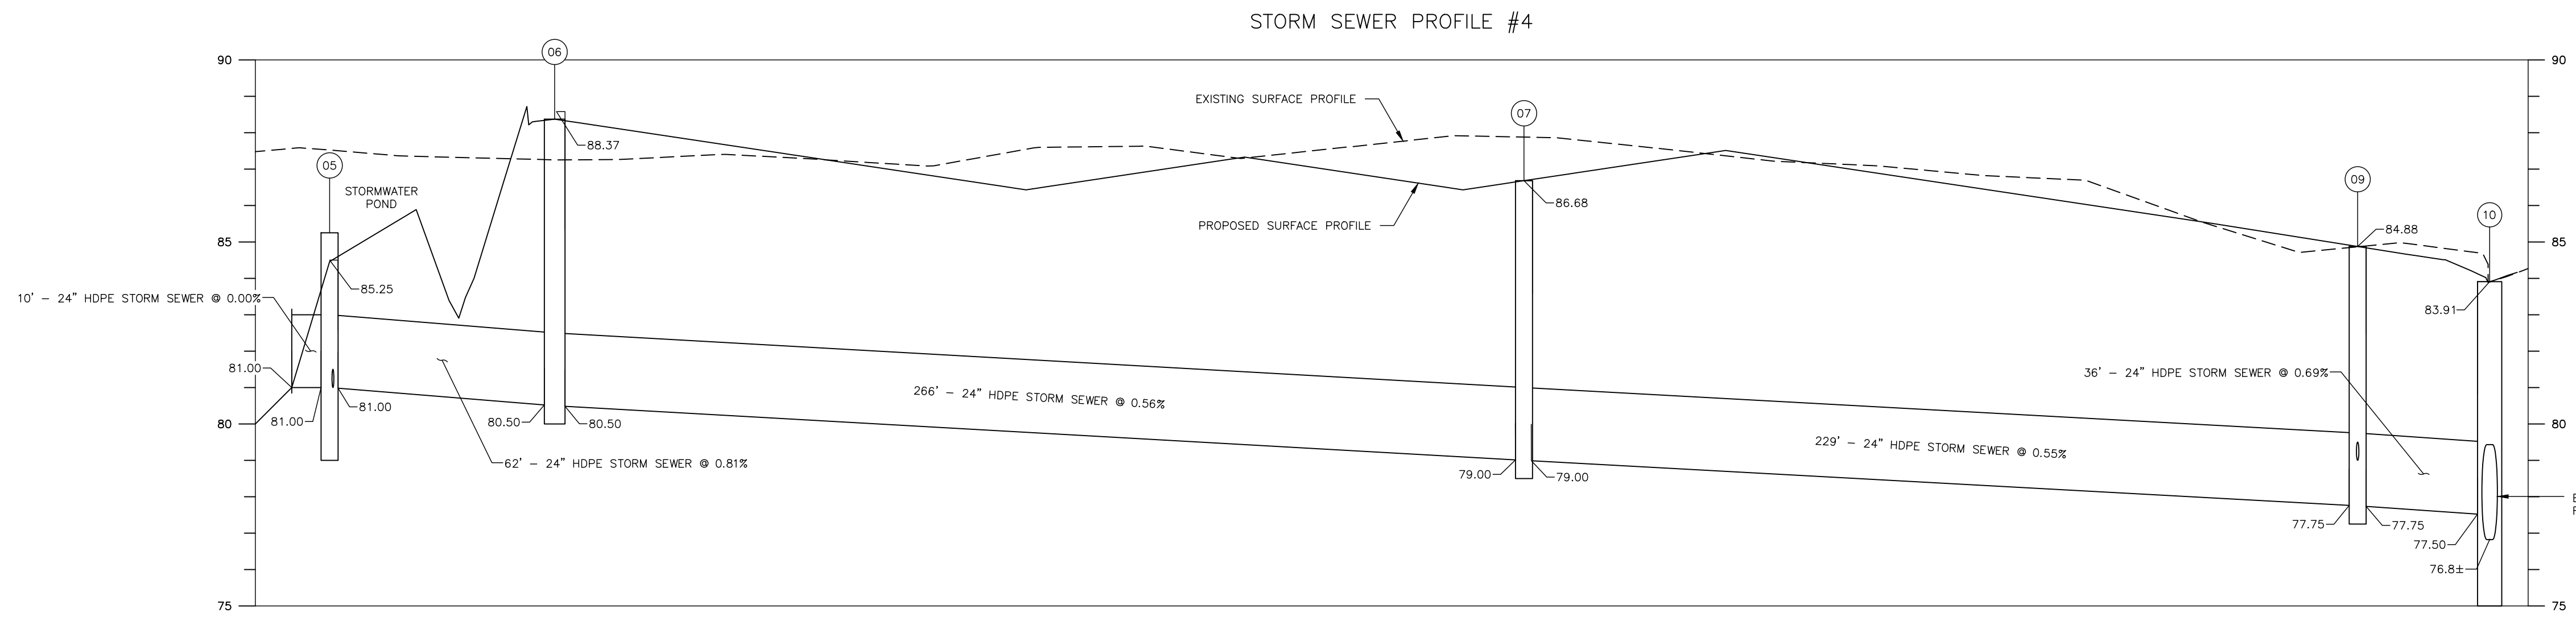 STORM SEWER PROFILE #4
90
90
06
EXISTING SURFACE PROFILE
07
88.37
05
09
STORMWATER
POND
86.68
10
PROPOSED SURFACE PROFILE
84.88
85
85
85.25
10' - 24" HDPE STORM SEWER @ 0.00%
83.91
81.00
36' - 24" HDPE STORM SEWER @ 0.69%
266' - 24" HDPE STORM SEWER @ 0.56%
81.00
81.00
80.50
80.50
80
80
229' - 24" HDPE STORM SEWER @ 0.55%
62' - 24" HDPE STORM SEWER @ 0.81%
79.00
79.00
77.75
77.75
77.50
76.8±
75
75